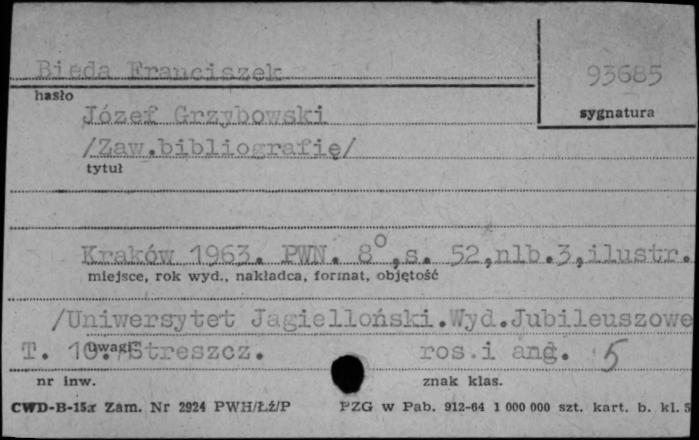 Bieda Franciszek
93685
hasło
sygnatura
Józef Grzybowski
/Zaw.bibliografię/
tytuł
Kraków 1963. PWN. 8°,s. 52,nlb.3,ilustr.
miejsce, rok wyd., nakładca, format, objętość
/Uniwersytet Jagielloński.Wyd.Jubileuszowe
T. 10. Streszcz. ros.i ang. 5
uwagi
nr inw.
znak klas.
CWD-B-15x Zam. Nr 2924 PWH/Łź/P PZG w Pab. 912-64 1 000 000 szt. kart. b. kl. 5